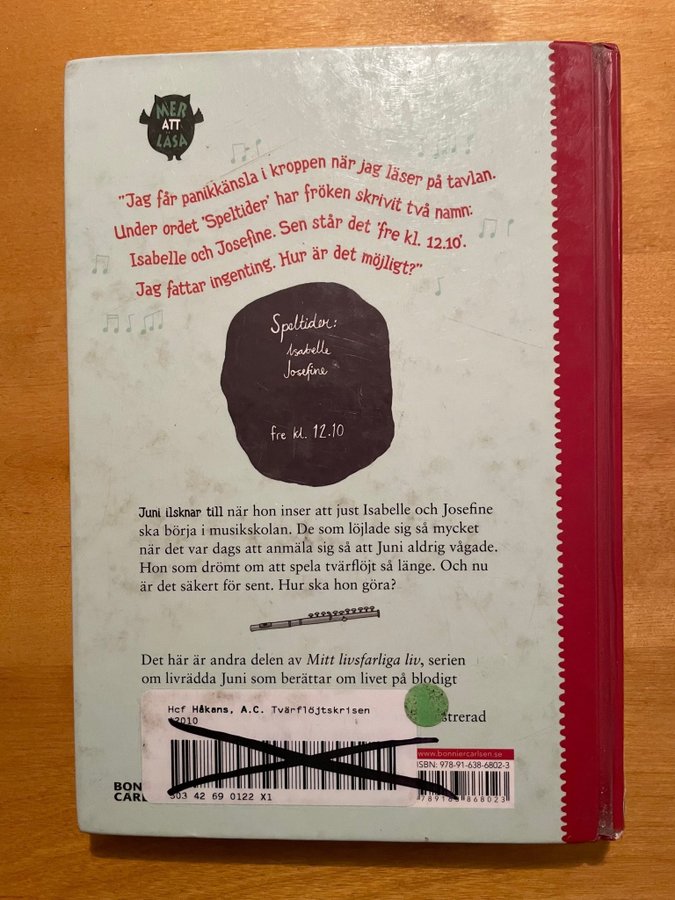 MER
ATT
LÄSA
"Jag får panikkänsla i kroppen när jag läser på tavlan.
Under ordet 'Speltider' har fröken skrivit två namn:
Isabelle och Josefine. Sen står det 'fre kl. 12.10'.
Jag fattar ingenting. Hur är det möjligt?"
Speltider:
Isabelle
Josefine
fre kl. 12.10
Juni ilsknar till när hon inser att just Isabelle och Josefine
ska börja i musikskolan. De som löjlade sig så mycket
när det var dags att anmäla sig så att Juni aldrig vågade.
Hon som drömt om att spela tvärflöjt så länge. Och nu
är det säkert för sent. Hur ska hon göra?
Det här är andra delen av Mitt livsfarliga liv, serien
om livrädda Juni som berättar om livet på blodigt
Hcf Håkans, A.C. Tvärflöjtskrisen
2010
303 42 69 0122 X1
www.bonniercarlsen.se
ISBN: 978-91-638-6802-3